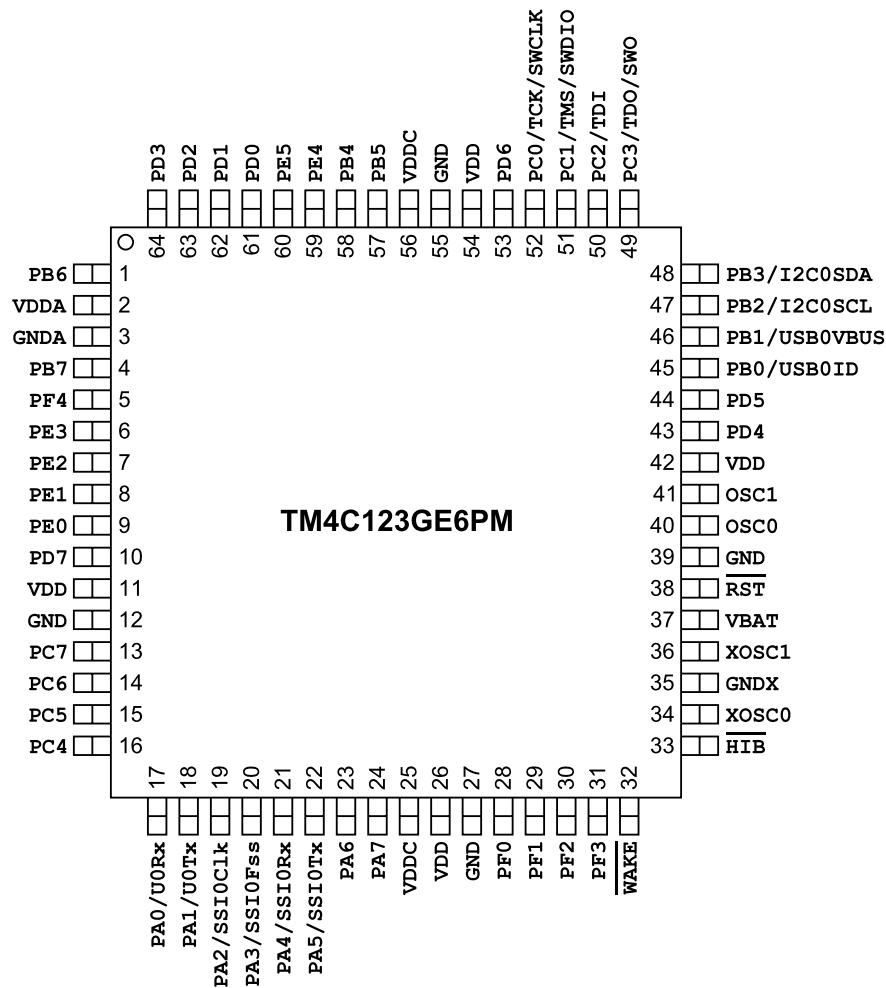 PC0/TCK/SWCLK
PC1/TMS/SWDIO
PC2/TDI
PC3/TDO/SWO
PD3
PD2
PD1
PD0
PE5
PE4
PB4
PB5
VDDC
GND
VDD
PD6
64
63
62
61
60
59
58
57
56
55
54
53
52
51
50
49
PB6 1
VDDA 2
GNDA 3
PB7 4
PF4 5
PE3 6
PE2 7
PE1 8
PE0 9
PD7 10
VDD 11
GND 12
PC7 13
PC6 14
PC5 15
PC4 16
TM4C123GE6PM
48 PB3/I2C0SDA
47 PB2/I2C0SCL
46 PB1/USB0VBUS
45 PB0/USB0ID
44 PD5
43 PD4
42 VDD
41 OSC1
40 OSC0
39 GND
38 RST
37 VBAT
36 XOSC1
35 GNDX
34 XOSC0
33 HIB
17
18
19
20
21
22
23
24
25
26
27
28
29
30
31
32
PA0/U0Rx
PA1/U0Tx
PA2/SSI0Clk
PA3/SSI0Fss
PA4/SSI0Rx
PA5/SSI0Tx
PA6
PA7
VDDC
VDD
GND
PF0
PF1
PF2
PF3
WAKE